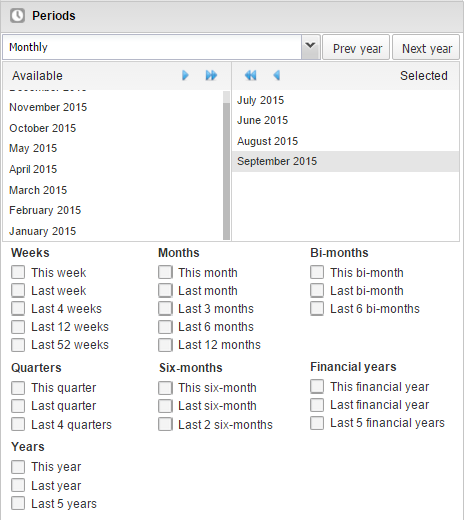 Periods
Monthly
Prev year
Next year
Available
Selected
December 2015
November 2015
October 2015
May 2015
April 2015
March 2015
February 2015
January 2015
July 2015
June 2015
August 2015
September 2015
Weeks
This week
Last week
Last 4 weeks
Last 12 weeks
Last 52 weeks
Months
This month
Last month
Last 3 months
Last 6 months
Last 12 months
Bi-months
This bi-month
Last bi-month
Last 6 bi-months
Quarters
This quarter
Last quarter
Last 4 quarters
Six-months
This six-month
Last six-month
Last 2 six-months
Financial years
This financial year
Last financial year
Last 5 financial years
Years
This year
Last year
Last 5 years